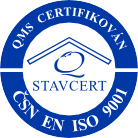 QMS CERTIFIKOVÁN
Q
STAVCERT
ČSN EN ISO 9001